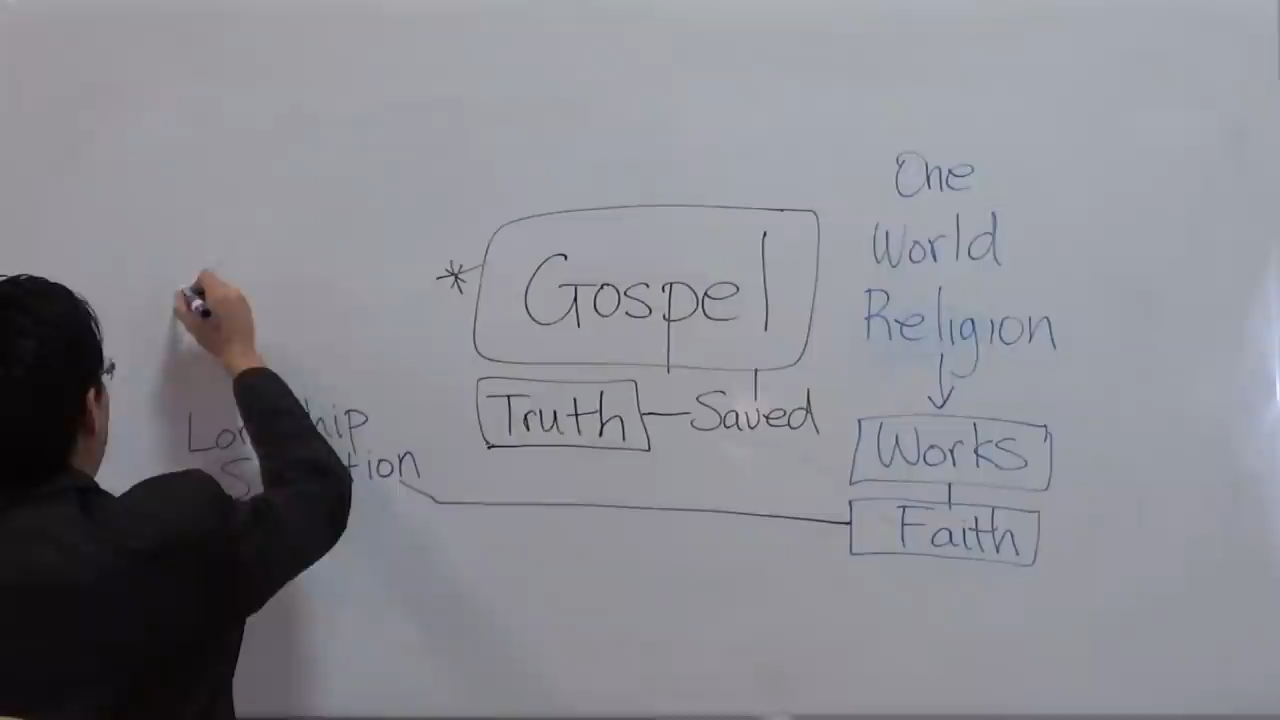 One
World
Religion
* Gospel
Truth — Saved
Works
Faith